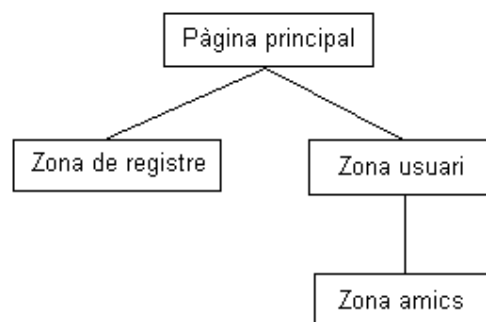 Pàgina principal
Zona de registre
Zona usuari
Zona amics